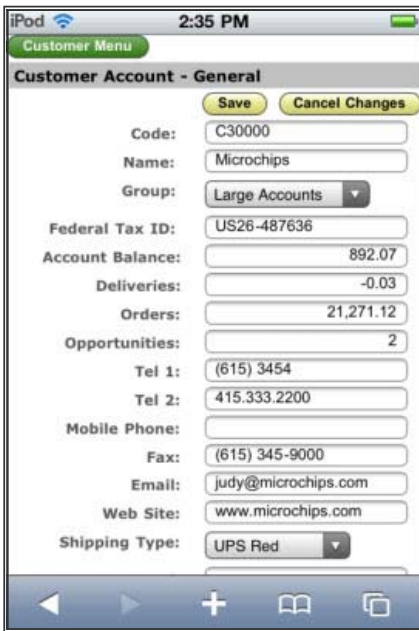 iPod 2:35 PM
Customer Menu
Customer Account - General
Save Cancel Changes
Code: C30000
Name: Microchips
Group: Large Accounts
Federal Tax ID: US26-487636
Account Balance: 892.07
Deliveries: -0.03
Orders: 21,271.12
Opportunities: 2
Tel 1: (615) 3454
Tel 2: 415.333.2200
Mobile Phone:
Fax: (615) 345-9000
Email: judy@microchips.com
Web Site: www.microchips.com
Shipping Type: UPS Red